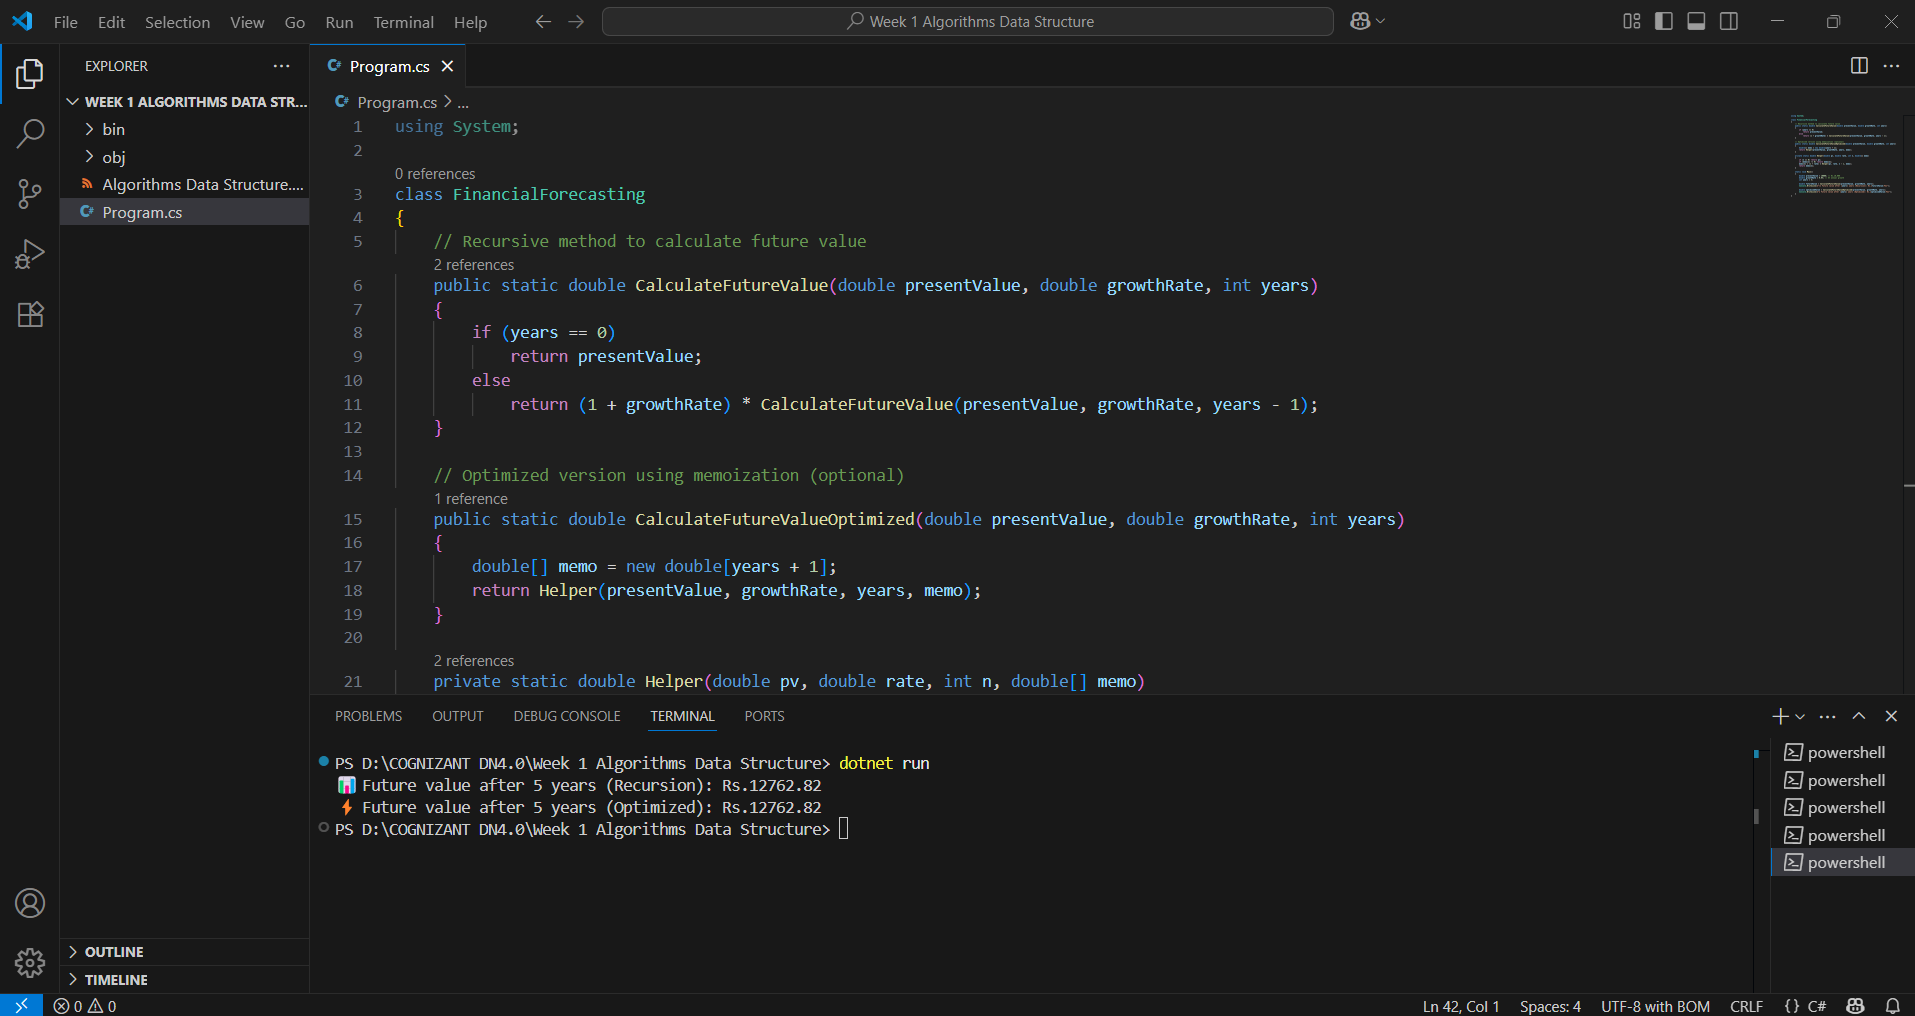 File Edit Selection View Go Run Terminal Help
Week 1 Algorithms Data Structure
EXPLORER
WEEK 1 ALGORITHMS DATA STR...
bin
obj
Algorithms Data Structure....
C# Program.cs
C# Program.cs
C# Program.cs > ...
1 using System;
2
0 references
3 class FinancialForecasting
4 {
5 // Recursive method to calculate future value
2 references
6 public static double CalculateFutureValue(double presentValue, double growthRate, int years)
7 {
8 if (years == 0)
9 return presentValue;
10 else
11 return (1 + growthRate) * CalculateFutureValue(presentValue, growthRate, years - 1);
12 }
13
14 // Optimized version using memoization (optional)
1 reference
15 public static double CalculateFutureValueOptimized(double presentValue, double growthRate, int years)
16 {
17 double[] memo = new double[years + 1];
18 return Helper(presentValue, growthRate, years, memo);
19 }
20
2 references
21 private static double Helper(double pv, double rate, int n, double[] memo)
PROBLEMS OUTPUT DEBUG CONSOLE TERMINAL PORTS
PS D:\COGNIZANT DN4.0\Week 1 Algorithms Data Structure> dotnet run
📊 Future value after 5 years (Recursion): Rs.12762.82
⚡ Future value after 5 years (Optimized): Rs.12762.82
PS D:\COGNIZANT DN4.0\Week 1 Algorithms Data Structure>
powershell
powershell
powershell
powershell
powershell
OUTLINE
TIMELINE
0 0
Ln 42, Col 1 Spaces: 4 UTF-8 with BOM CRLF {} C#